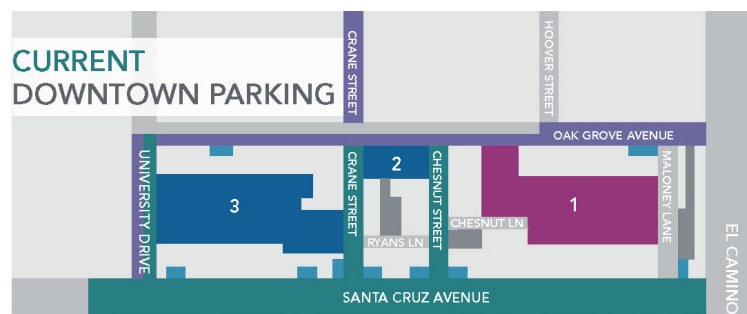 CURRENT
DOWNTOWN PARKING
CRANE STREET
HOOVER STREET
OAK GROVE AVENUE
UNIVERSITY DRIVE
3
CRANE STREET
2
CHESNUT STREET
1
MALONEY LANE
CHESNUT LN
RYANS LN
EL CAMINO
SANTA CRUZ AVENUE